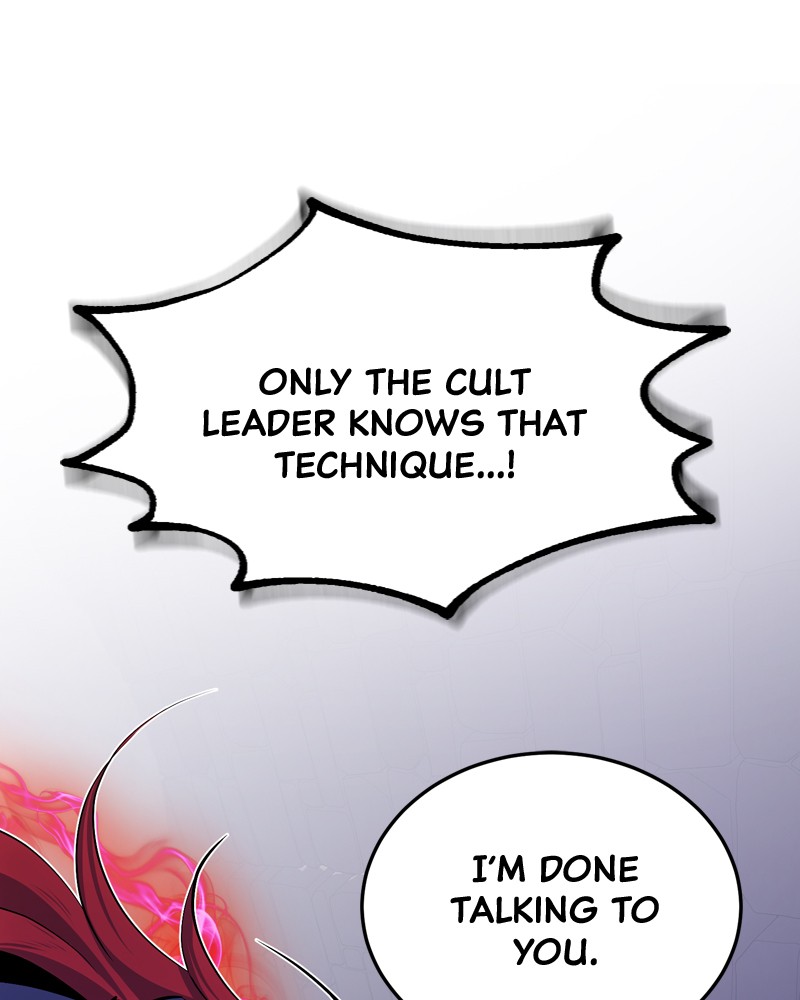 ONLY THE CULT
LEADER KNOWS THAT
TECHNIQUE...!
I'M DONE
TALKING TO
YOU.